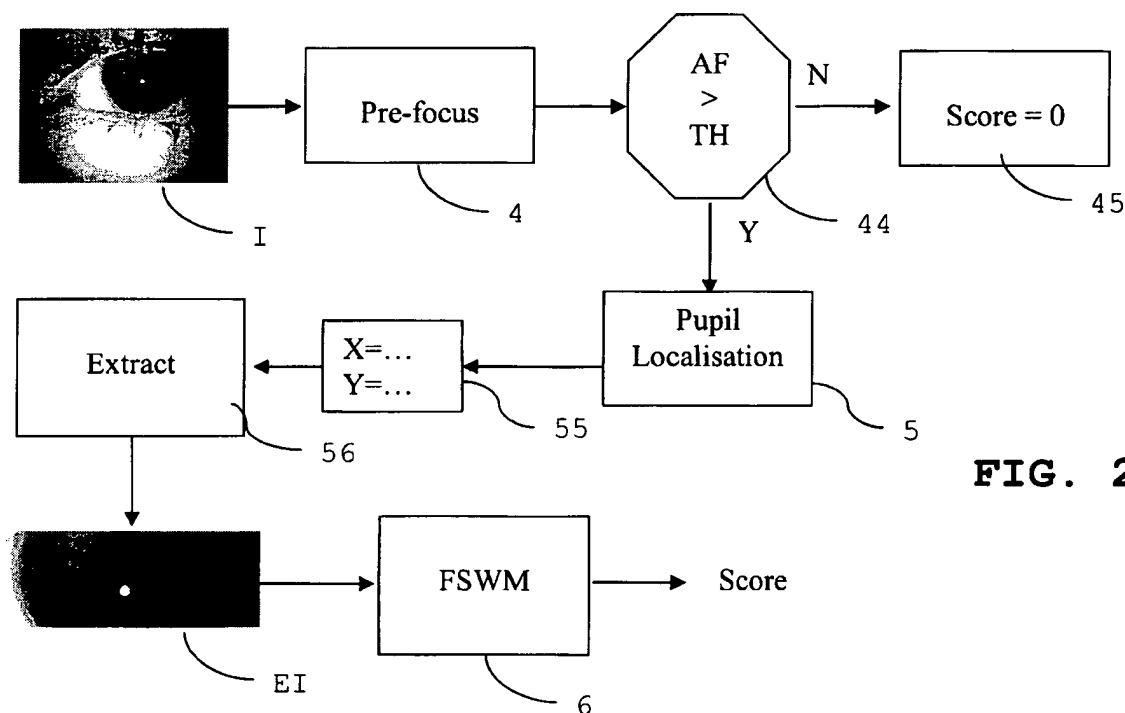 Pre-focus
AF
>
TH
N
Score = 0
I
4
44
45
Y
Extract
X=...
Y=...
Pupil
Localisation
56
55
5
FIG. 2
FSWM
Score
EI
6